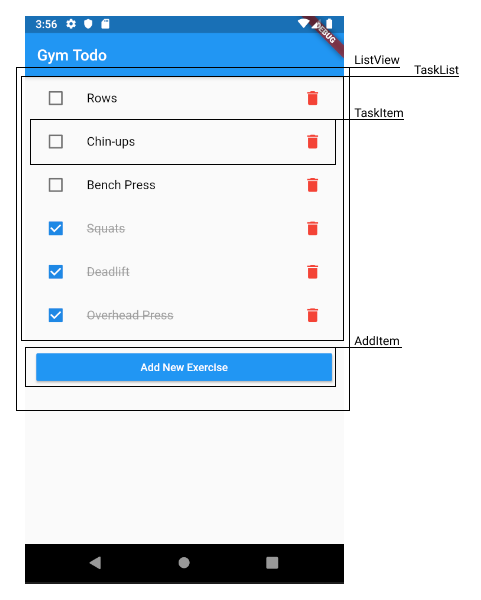 3:56
DEBUG
Gym Todo
ListView
TaskList
Rows
TaskItem
Chin-ups
Bench Press
Squats
Deadlift
Overhead Press
AddItem
Add New Exercise